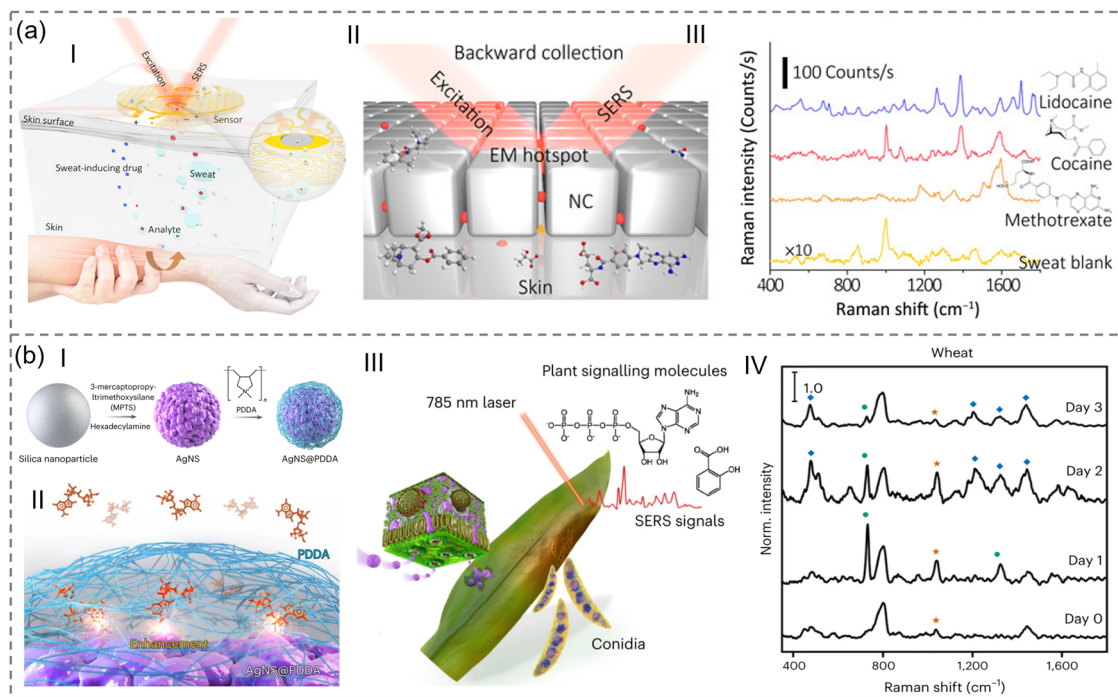 (a)
I
Excitation
SERS
Sensor
Skin surface
Sweat-inducing drug
Sweat
Analyte
Skin
II
Backward collection
Excitation
SERS
EM hotspot
NC
Skin
III
Raman intensity (Counts/s)
100 Counts/s
Lidocaine
Cocaine
Methotrexate
×10
Sweat blank
400 800 1200 1600
Raman shift (cm⁻¹)
(b)
I
3-mercaptopropy-
ltrimethoxysilane
(MPTS)
Hexadecylamine
PDDA
Silica nanoparticle
AgNS
AgNS@PDDA
II
PDDA
Enhancement
AgNS@PDDA
III
Plant signalling molecules
785 nm laser
NH₂
OH
SERS signals
Conidia
IV
Wheat
1.0
Norm. intensity
Day 3
Day 2
Day 1
Day 0
400 800 1,200 1,600
Raman shift (cm⁻¹)